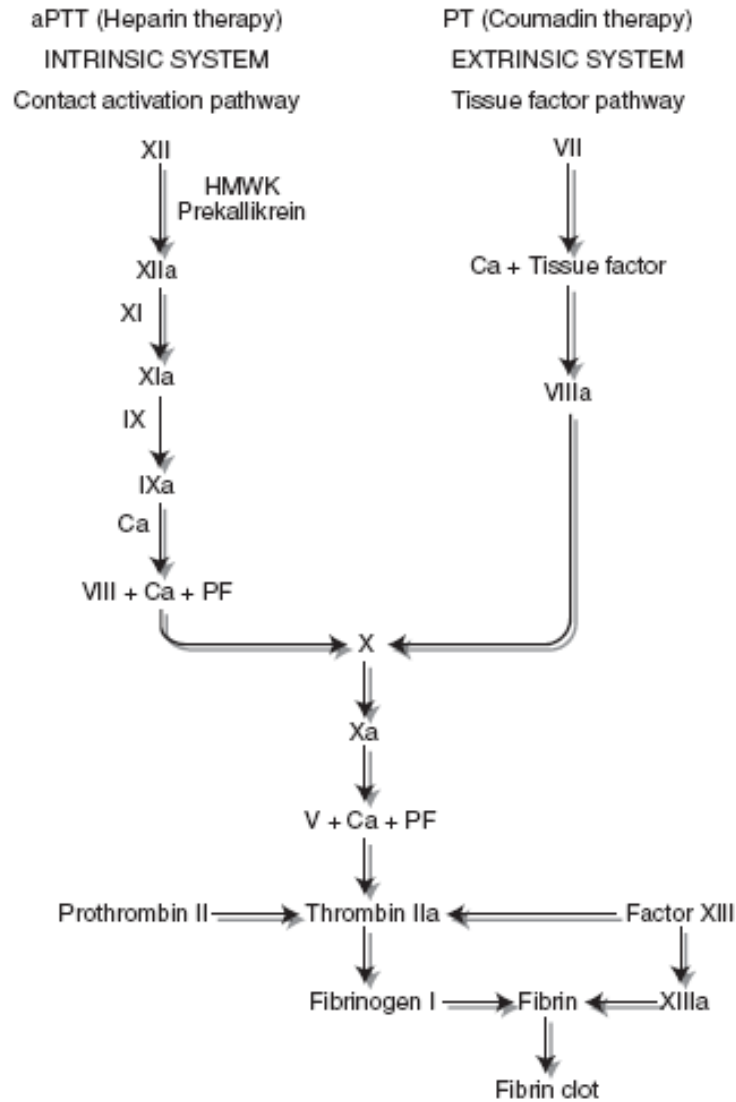 aPTT (Heparin therapy)
INTRINSIC SYSTEM
Contact activation pathway
XII
HMWK
Prekallikrein
XIIa
XI
XIa
IX
IXa
Ca
VIII + Ca + PF
PT (Coumadin therapy)
EXTRINSIC SYSTEM
Tissue factor pathway
VII
Ca + Tissue factor
VIIIa
X
Xa
V + Ca + PF
Prothrombin II
Thrombin IIa
Factor XIII
Fibrinogen I
Fibrin
XIIIa
Fibrin clot